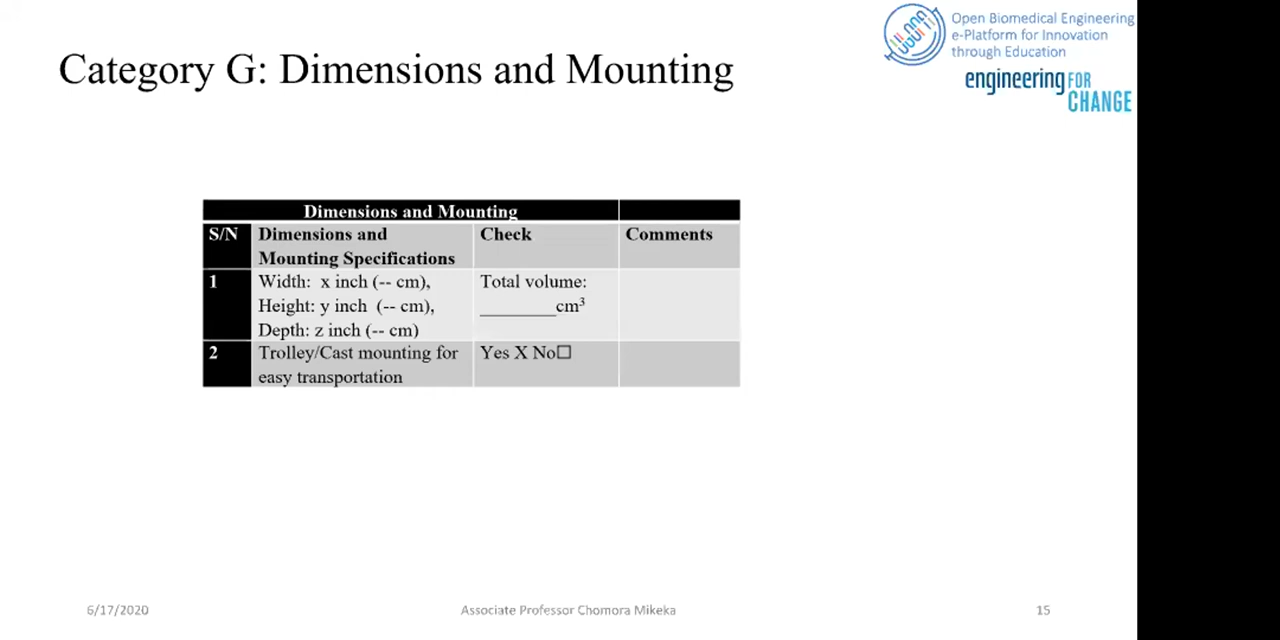 Open Biomedical Engineering
e-Platform for Innovation
through Education
engineering FOR
CHANGE
Category G: Dimensions and Mounting
Dimensions and Mounting
S/N Dimensions and Mounting Specifications Check Comments
1 Width: x inch (-- cm), Total volume:
Height: y inch (-- cm), ________cm³
Depth: z inch (-- cm)
2 Trolley/Cast mounting for Yes X No☐
easy transportation
6/17/2020 Associate Professor Chomora Mikeka 15